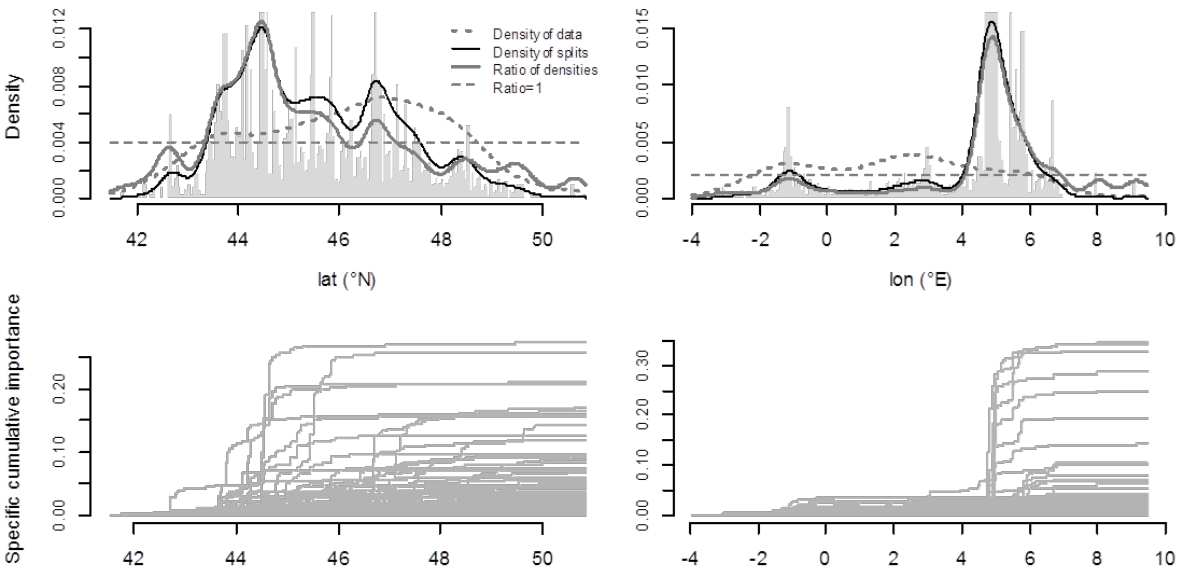 Density
0.000
0.004
0.008
0.012
Density of data
Density of splits
Ratio of densities
Ratio=1
42 44 46 48 50
lat (°N)
0.000
0.005
0.010
0.015
-4 -2 0 2 4 6 8 10
lon (°E)
Specific cumulative importance
0.00
0.10
0.20
42 44 46 48 50
0.00
0.10
0.20
0.30
-4 -2 0 2 4 6 8 10